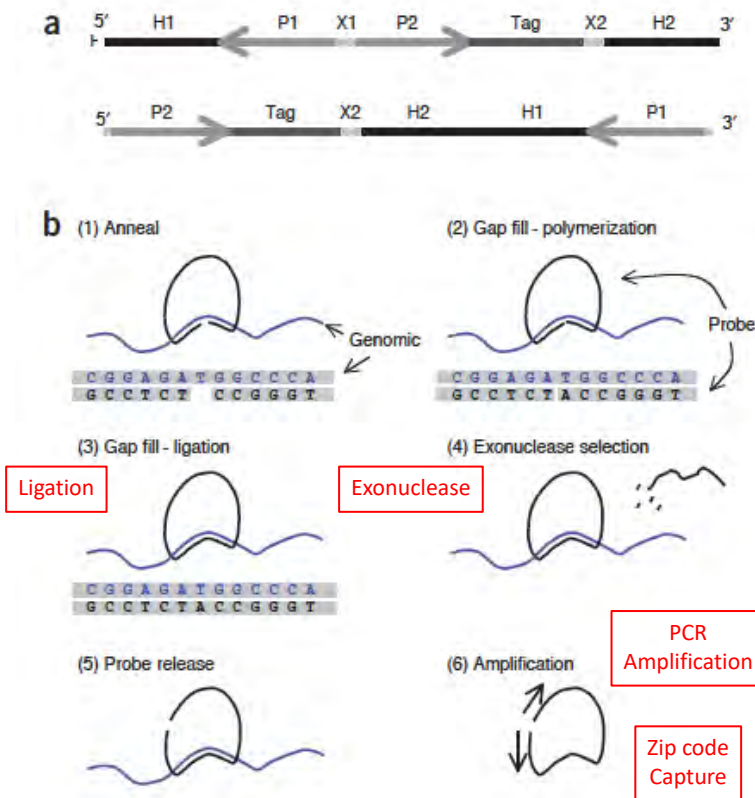 a
5′ H1 P1 X1 P2 Tag X2 H2 3′
5′ P2 Tag X2 H2 H1 P1 3′
b
(1) Anneal
(2) Gap fill - polymerization
Genomic
Probe
CGGAGATGGCCCA
GCCTCT CCGGGT
CGGAGATGGCCCA
GCCTCTACCGGGT
(3) Gap fill - ligation
(4) Exonuclease selection
Ligation
Exonuclease
CGGAGATGGCCCA
GCCTCTACCGGGT
(5) Probe release
(6) Amplification
PCR
Amplification
Zip code
Capture